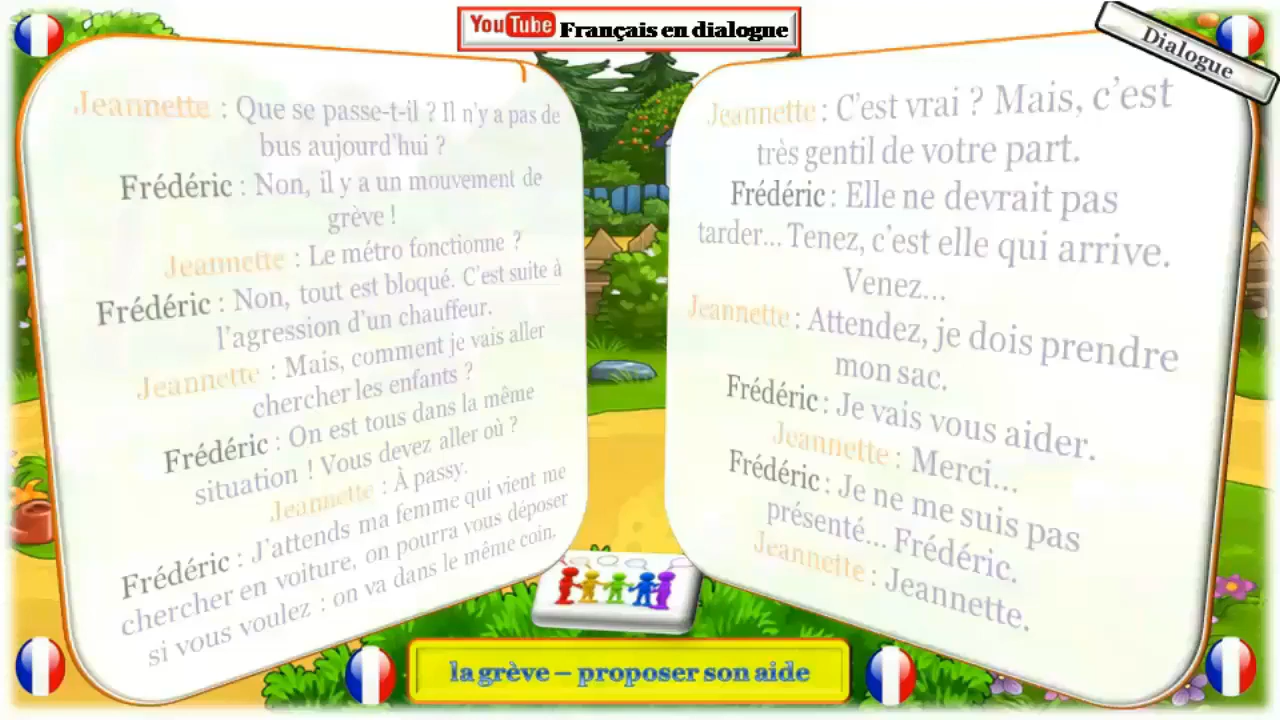 YouTube Français en dialogue
Dialogue
Jeannette : Que se passe-t-il ? Il n'y a pas de
bus aujourd'hui ?
Frédéric : Non, il y a un mouvement de
grève !
Jeannette : Le métro fonctionne ?
Frédéric : Non, tout est bloqué. C'est suite à
l'agression d'un chauffeur.
Jeannette : Mais, comment je vais aller
chercher les enfants ?
Frédéric : On est tous dans la même
situation ! Vous devez aller où ?
Jeannette : À passy.
Frédéric : J'attends ma femme qui vient me
chercher en voiture, on pourra vous déposer
si vous voulez : on va dans le même coin.
Jeannette : C'est vrai ? Mais, c'est
très gentil de votre part.
Frédéric : Elle ne devrait pas
tarder... Tenez, c'est elle qui arrive.
Venez...
Jeannette : Attendez, je dois prendre
mon sac.
Frédéric : Je vais vous aider.
Jeannette : Merci...
Frédéric : Je ne me suis pas
présenté... Frédéric.
Jeannette : Jeannette.
la grève – proposer son aide